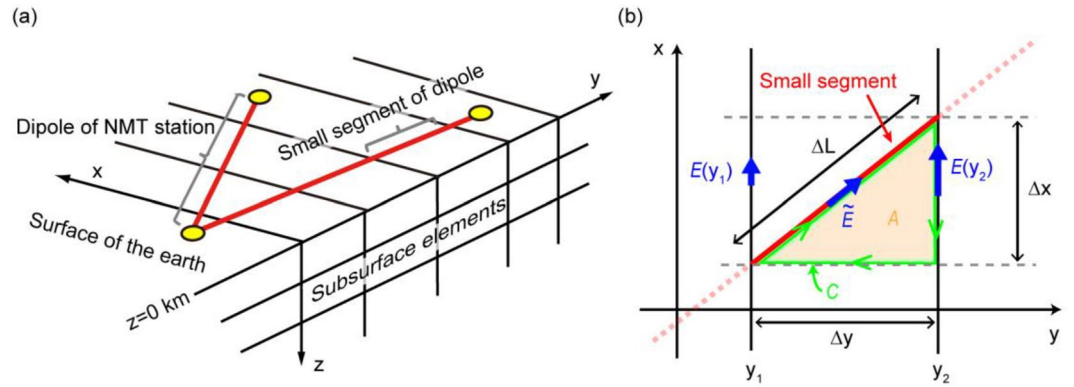 (a)
Dipole of NMT station
Small segment of dipole
y
x
Surface of the earth
Subsurface elements
z=0 km
z
(b)
x
Small segment
ΔL
E(y₁)
E(y₂)
Δx
Ẽ
A
C
Δy
y
y₁
y₂